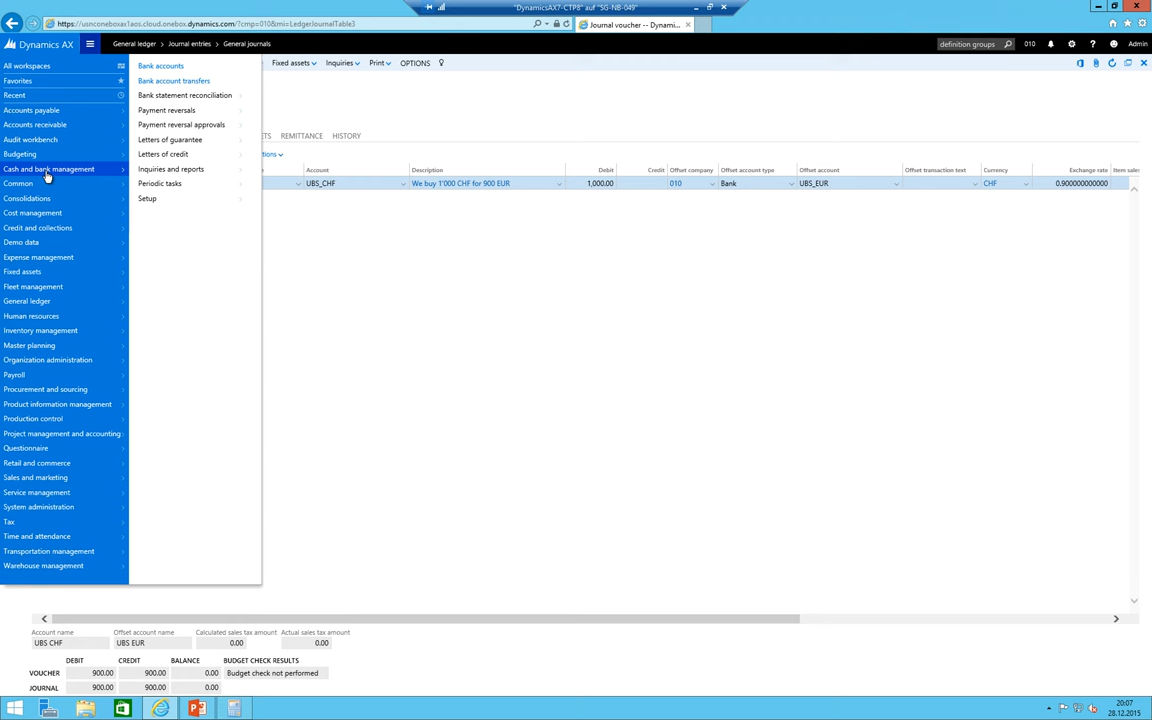 "DynamicsAX7-CTP8" auf "SG-NB-049"
https://usnconeboxax1aos.cloud.onebox.dynamics.com/?cmp=010&mi=LedgerJournalTable3
Journal voucher -- Dynami...
Dynamics AX
General ledger › Journal entries › General journals
definition groups
010
Admin
All workspaces
Favorites
Recent
Accounts payable
Accounts receivable
Audit workbench
Budgeting
Cash and bank management
Common
Consolidations
Cost management
Credit and collections
Demo data
Expense management
Fixed assets
Fleet management
General ledger
Human resources
Inventory management
Master planning
Organization administration
Payroll
Procurement and sourcing
Product information management
Production control
Project management and accounting
Questionnaire
Retail and commerce
Sales and marketing
Service management
System administration
Tax
Time and attendance
Transportation management
Warehouse management
Bank accounts
Bank account transfers
Bank statement reconciliation
Payment reversals
Payment reversal approvals
Letters of guarantee
Letters of credit
Inquiries and reports
Periodic tasks
Setup
Fixed assets Inquiries Print OPTIONS
REMITTANCE HISTORY
Account Description Debit Credit Offset company Offset account type Offset account Offset transaction text Currency Exchange rate Item sales
UBS_CHF We buy 1'000 CHF for 900 EUR 1,000.00 010 Bank UBS_EUR CHF 0.900000000000
Account name Offset account name Calculated sales tax amount Actual sales tax amount
UBS CHF UBS EUR 0.00 0.00
DEBIT CREDIT BALANCE BUDGET CHECK RESULTS
VOUCHER 900.00 900.00 0.00 Budget check not performed
JOURNAL 900.00 900.00 0.00
20:07
28.12.2015